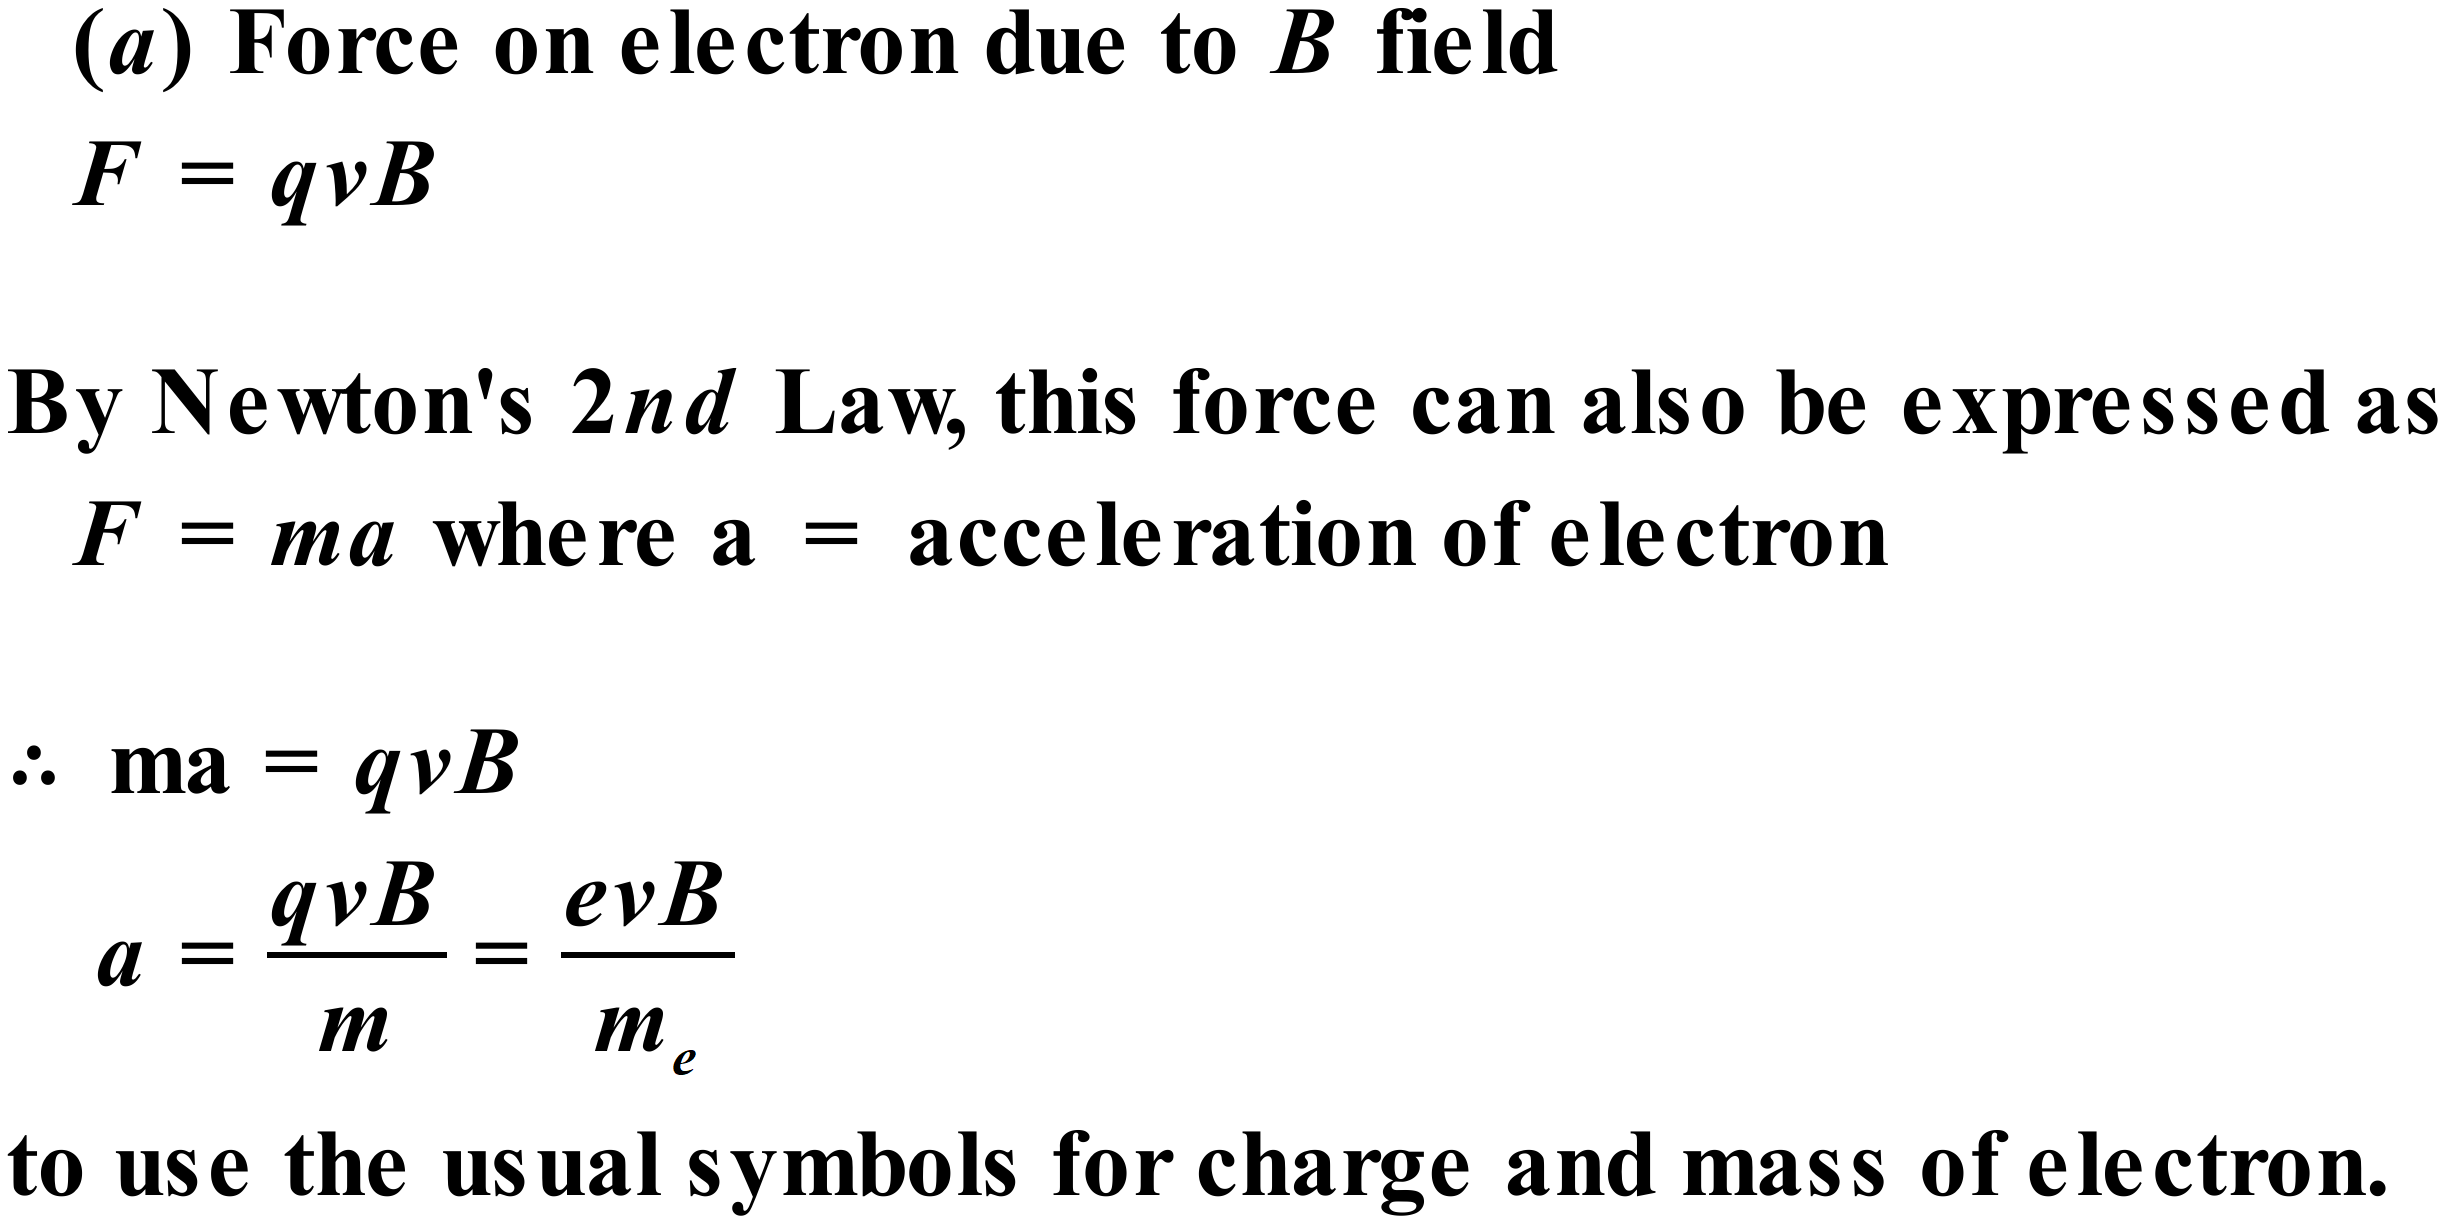 (a) Force on electron due to B field
F = qvB
By Newton's 2nd Law, this force can also be expressed as
F = ma where a = acceleration of electron
∴ ma = qvB
a = qvB/m = evB/mₑ
to use the usual symbols for charge and mass of electron.